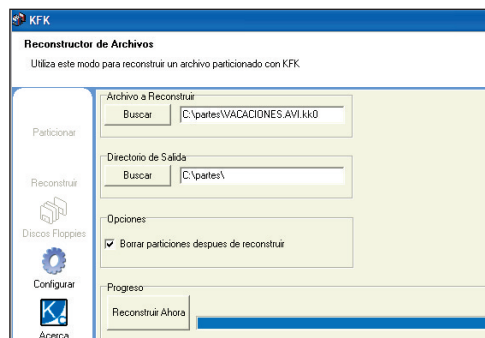 KFK
Reconstructor de Archivos
Utiliza este modo para reconstruir un archivo particionado con KFK
Particionar
Reconstruir
Discos Floppies
Configurar
Acerca
Archivo a Reconstruir
Buscar
C:\partes\VACACIONES.AVI.kk0
Directorio de Salida
Buscar
C:\partes\
Opciones
Borrar particiones despues de reconstruir
Progreso
Reconstruir Ahora